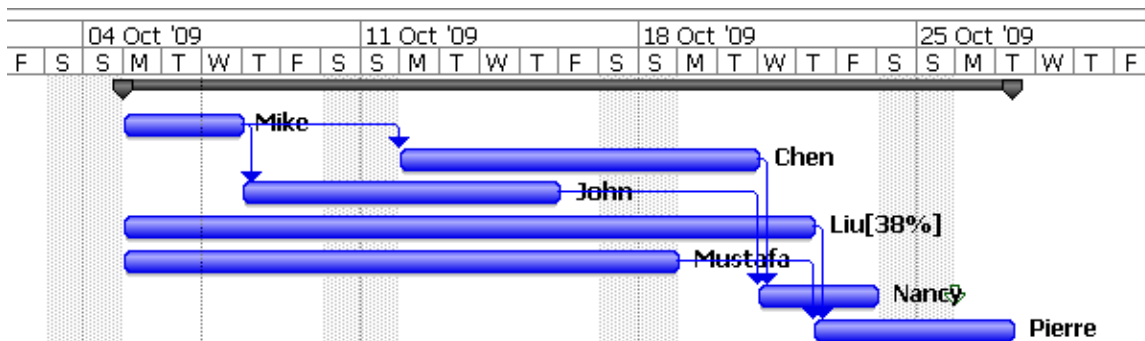 04 Oct '09 11 Oct '09 18 Oct '09 25 Oct '09
F S S M T W T F S S M T W T F S S M T W T F S S M T W T F
Mike
Chen
John
Liu[38%]
Mustafa
Nancy
Pierre